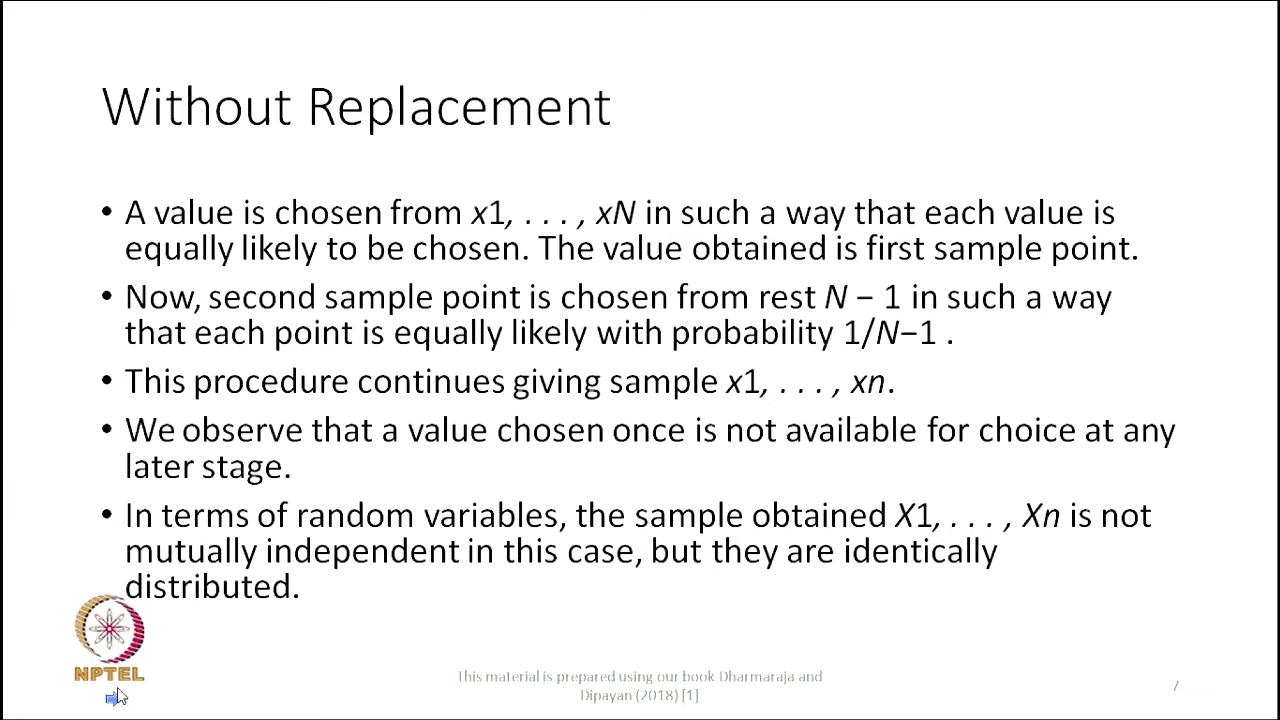 Without Replacement
• A value is chosen from x1, . . . , xN in such a way that each value is
equally likely to be chosen. The value obtained is first sample point.
• Now, second sample point is chosen from rest N − 1 in such a way
that each point is equally likely with probability 1/N−1 .
• This procedure continues giving sample x1, . . . , xn.
• We observe that a value chosen once is not available for choice at any
later stage.
• In terms of random variables, the sample obtained X1, . . . , Xn is not
mutually independent in this case, but they are identically
distributed.
NPTEL
This material is prepared using our book Dharmaraja and
Dipayan (2018) [1]
7